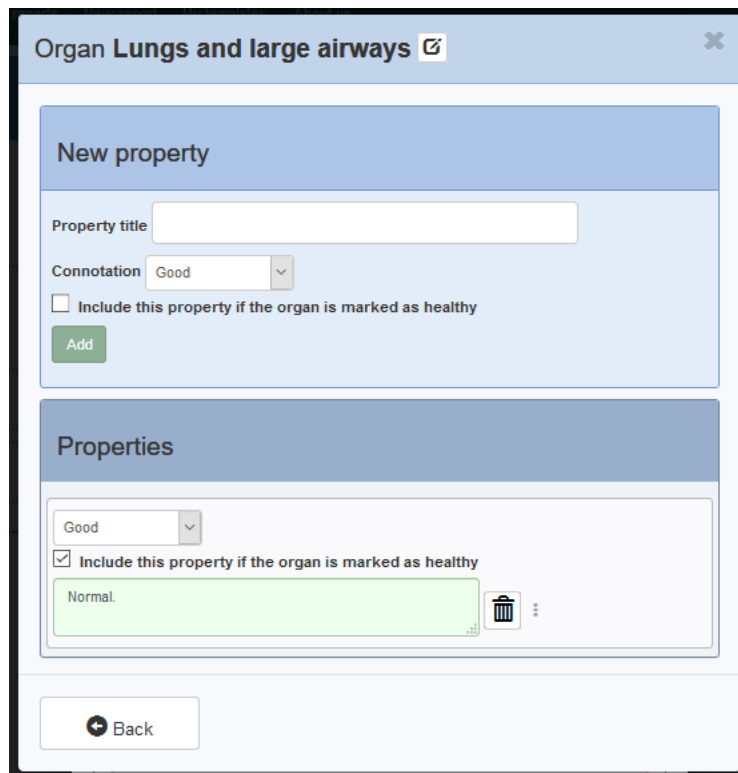 Organ Lungs and large airways
New property
Property title
Connotation Good
Include this property if the organ is marked as healthy
Add
Properties
Good
Include this property if the organ is marked as healthy
Normal.
Back